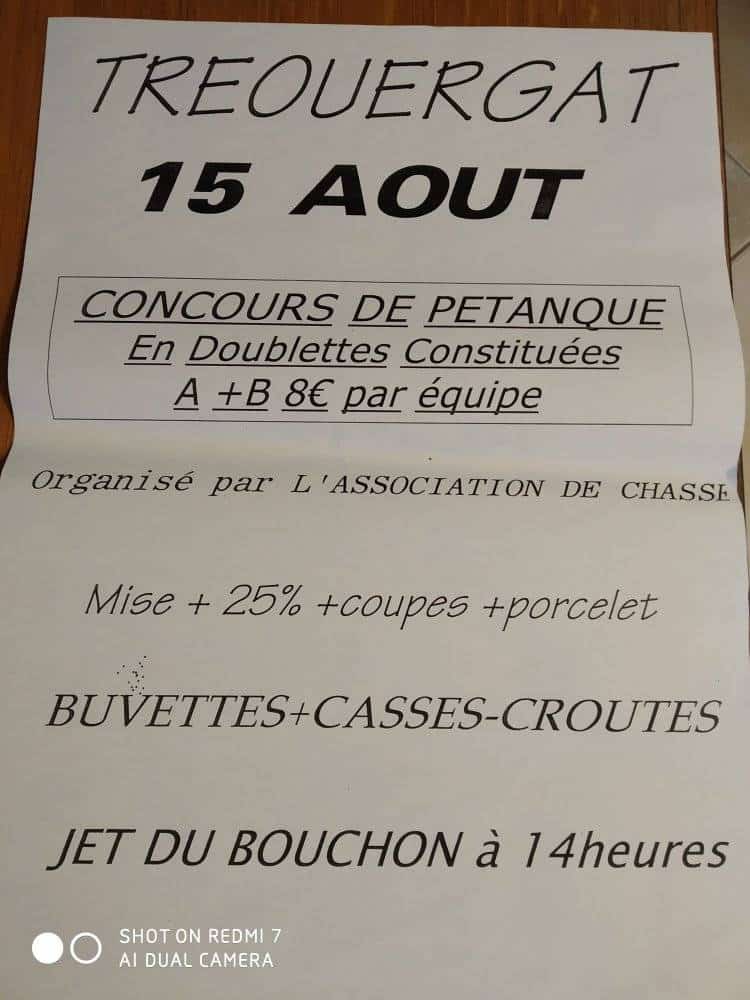 TREOUERGAT
15 AOUT
CONCOURS DE PETANQUE
En Doublettes Constituées
A +B 8€ par équipe
Organisé par L'ASSOCIATION DE CHASSE
Mise + 25% +coupes +porcelet
BUVETTES+CASSES-CROUTES
JET DU BOUCHON à 14heures
SHOT ON REDMI 7
AI DUAL CAMERA